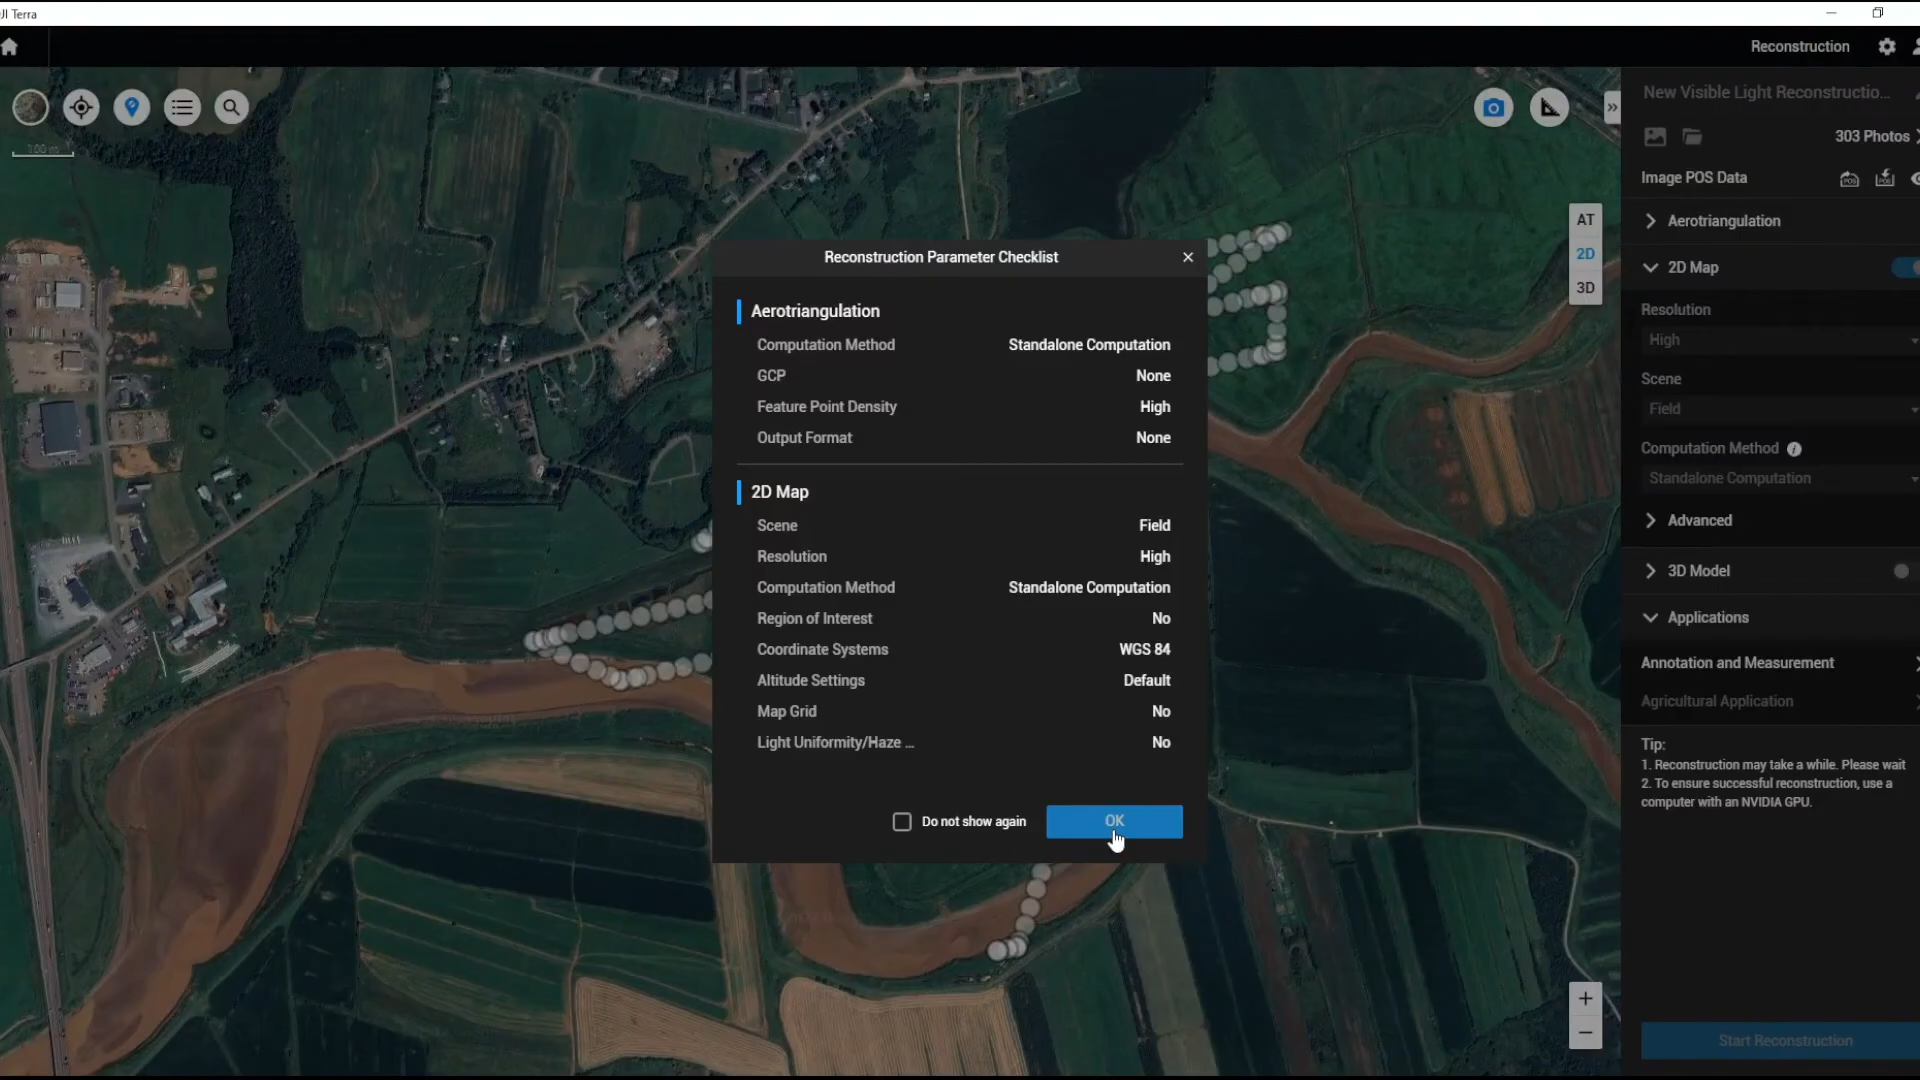 JI Terra
Reconstruction
New Visible Light Reconstructio...
100 m
303 Photos
Image POS Data
POS
POS
AT
2D
3D
Aerotriangulation
2D Map
Resolution
High
Scene
Field
Computation Method
Standalone Computation
Advanced
3D Model
Applications
Annotation and Measurement
Agricultural Application
Tip:
1. Reconstruction may take a while. Please wait
2. To ensure successful reconstruction, use a
computer with an NVIDIA GPU.
Start Reconstruction
Reconstruction Parameter Checklist
Aerotriangulation
Computation Method Standalone Computation
GCP None
Feature Point Density High
Output Format None
2D Map
Scene Field
Resolution High
Computation Method Standalone Computation
Region of Interest No
Coordinate Systems WGS 84
Altitude Settings Default
Map Grid No
Light Uniformity/Haze ... No
Do not show again
OK